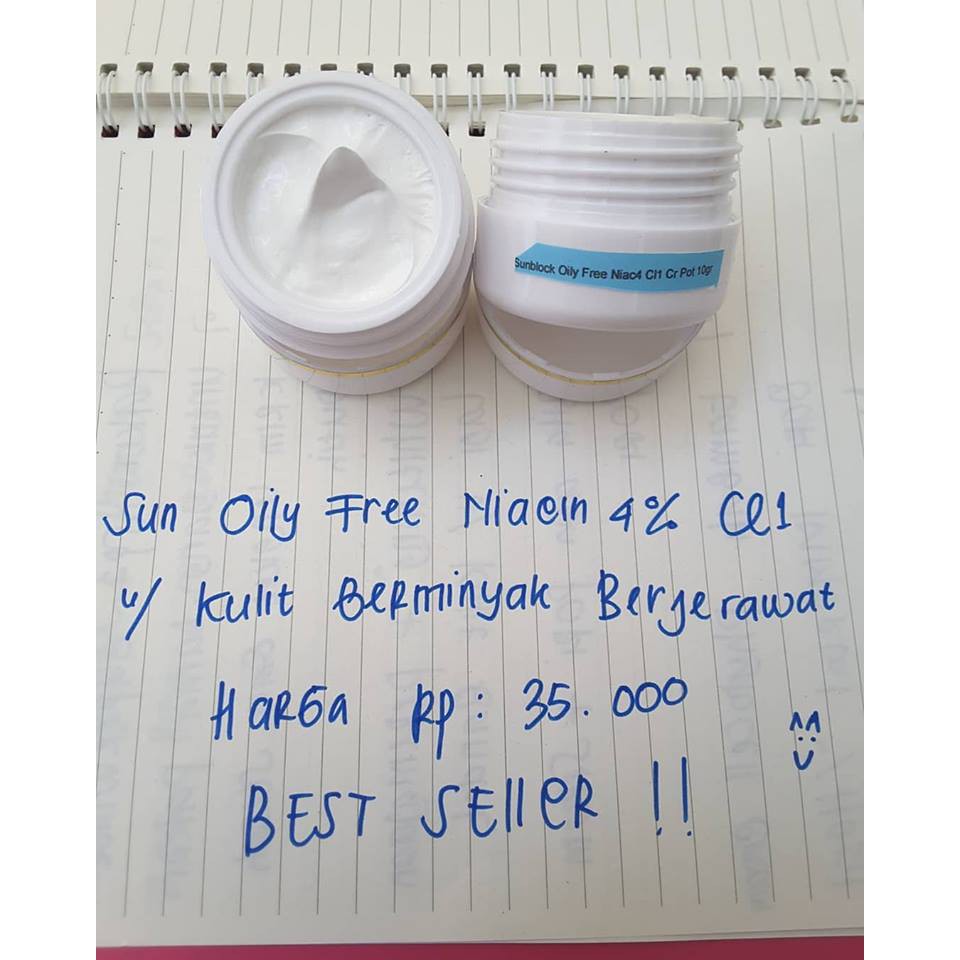 Sunblock Oily Free Niac4 Cl1 Cr Pot 10gr
Sun Oily Free Niacin 4% Cl1
u/ Kulit Berminyak Berjerawat
Harga Rp : 35.000
BEST Seller !!